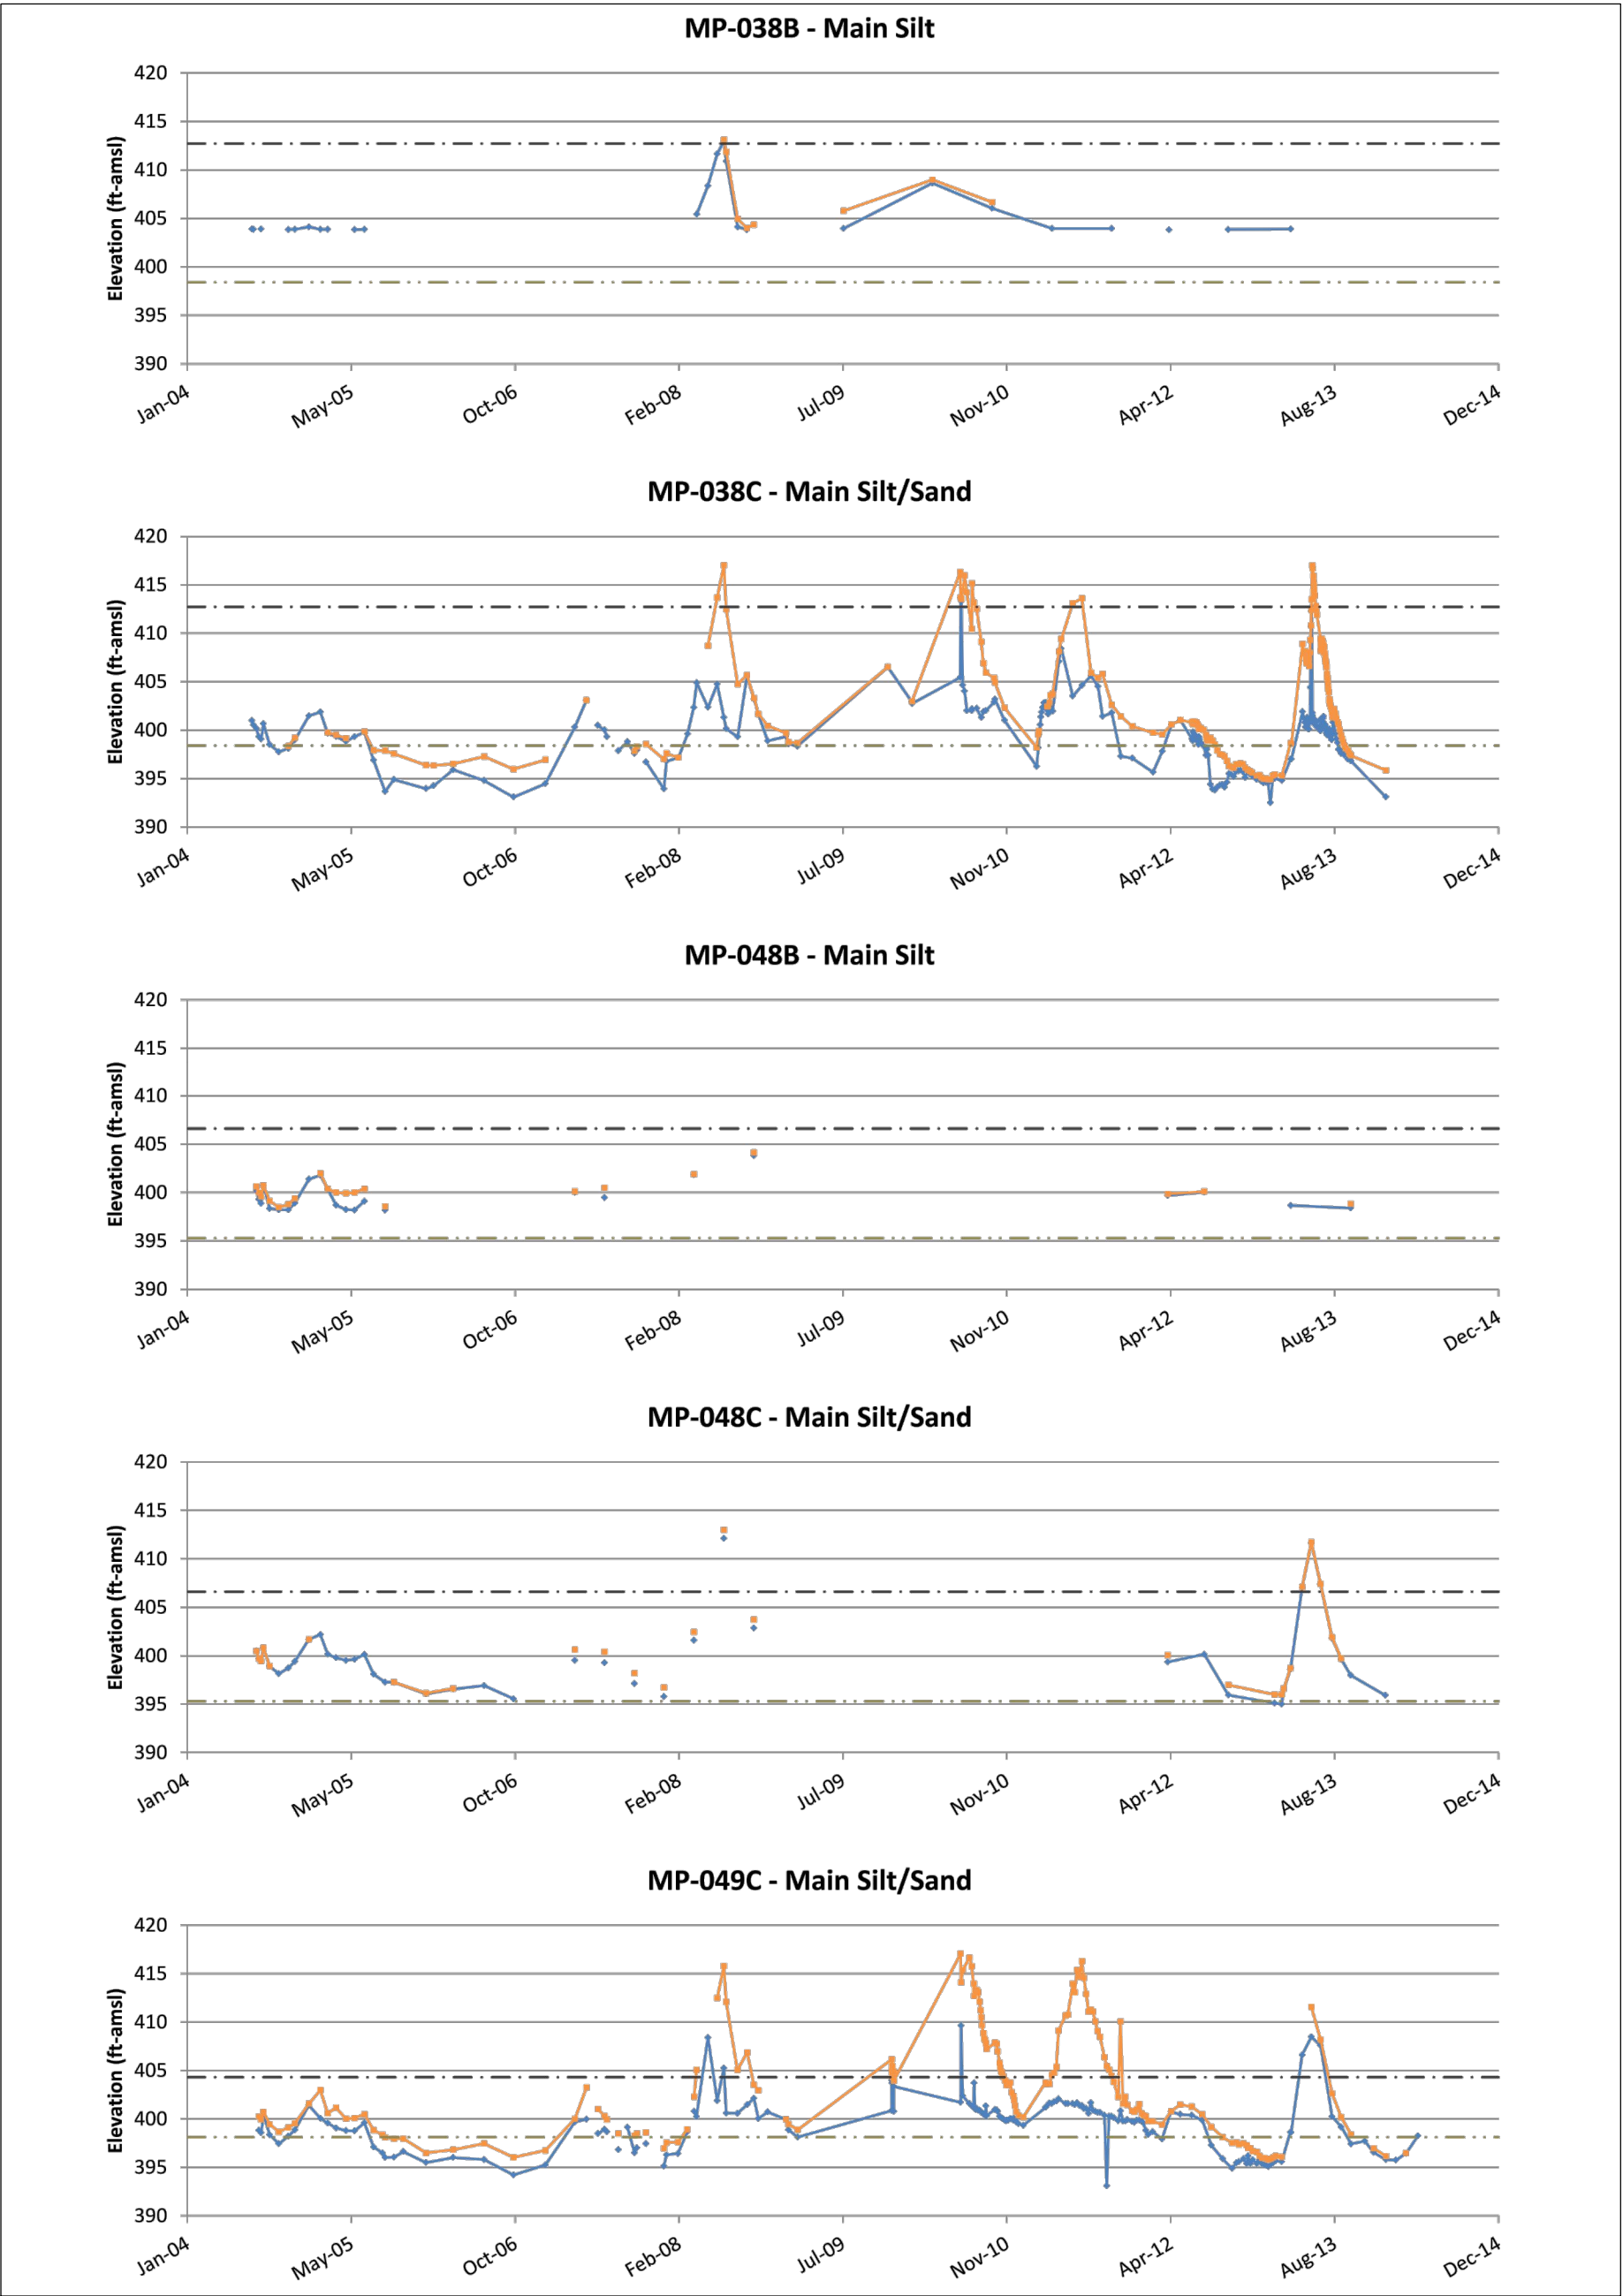 MP-038B - Main Silt
Elevation (ft-amsl)
420
415
410
405
400
395
390
Jan-04 May-05 Oct-06 Feb-08 Jul-09 Nov-10 Apr-12 Aug-13 Dec-14
MP-038C - Main Silt/Sand
Elevation (ft-amsl)
420
415
410
405
400
395
390
Jan-04 May-05 Oct-06 Feb-08 Jul-09 Nov-10 Apr-12 Aug-13 Dec-14
MP-048B - Main Silt
Elevation (ft-amsl)
420
415
410
405
400
395
390
Jan-04 May-05 Oct-06 Feb-08 Jul-09 Nov-10 Apr-12 Aug-13 Dec-14
MP-048C - Main Silt/Sand
Elevation (ft-amsl)
420
415
410
405
400
395
390
Jan-04 May-05 Oct-06 Feb-08 Jul-09 Nov-10 Apr-12 Aug-13 Dec-14
MP-049C - Main Silt/Sand
Elevation (ft-amsl)
420
415
410
405
400
395
390
Jan-04 May-05 Oct-06 Feb-08 Jul-09 Nov-10 Apr-12 Aug-13 Dec-14